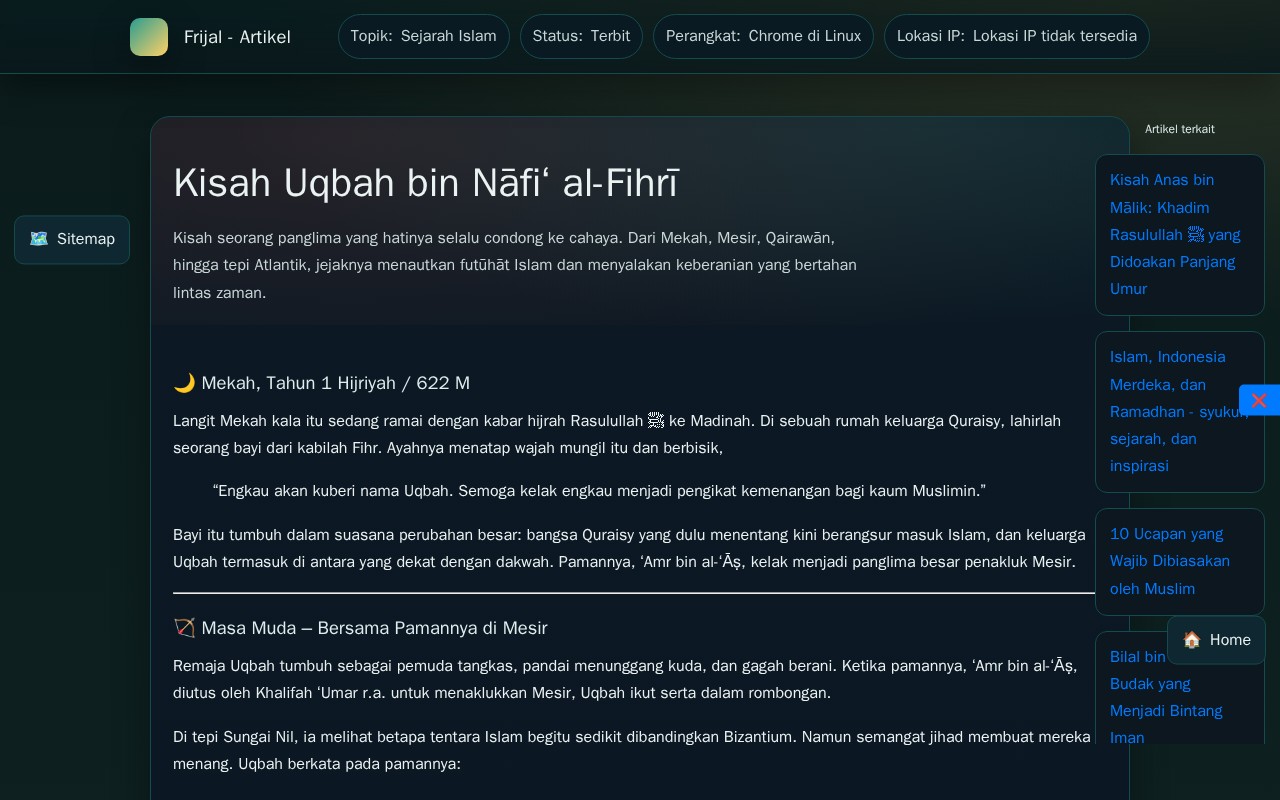 Frijal - Artikel
Topik: Sejarah Islam
Status: Terbit
Perangkat: Chrome di Linux
Lokasi IP: Lokasi IP tidak tersedia
🗺️ Sitemap
Kisah Uqbah bin Nāfi‘ al-Fihrī
Kisah seorang panglima yang hatinya selalu condong ke cahaya. Dari Mekah, Mesir, Qairawān,
hingga tepi Atlantik, jejaknya menautkan futūhāt Islam dan menyalakan keberanian yang bertahan
lintas zaman.
🌙 Mekah, Tahun 1 Hijriyah / 622 M
Langit Mekah kala itu sedang ramai dengan kabar hijrah Rasulullah ﷺ ke Madinah. Di sebuah rumah keluarga Quraisy, lahirlah
seorang bayi dari kabilah Fihr. Ayahnya menatap wajah mungil itu dan berbisik,
“Engkau akan kuberi nama Uqbah. Semoga kelak engkau menjadi pengikat kemenangan bagi kaum Muslimin.”
Bayi itu tumbuh dalam suasana perubahan besar: bangsa Quraisy yang dulu menentang kini berangsur masuk Islam, dan keluarga
Uqbah termasuk di antara yang dekat dengan dakwah. Pamannya, ‘Amr bin al-‘Āṣ, kelak menjadi panglima besar penakluk Mesir.
🏹 Masa Muda – Bersama Pamannya di Mesir
Remaja Uqbah tumbuh sebagai pemuda tangkas, pandai menunggang kuda, dan gagah berani. Ketika pamannya, ‘Amr bin al-‘Āṣ,
diutus oleh Khalifah ‘Umar r.a. untuk menaklukkan Mesir, Uqbah ikut serta dalam rombongan.
Di tepi Sungai Nil, ia melihat betapa tentara Islam begitu sedikit dibandingkan Bizantium. Namun semangat jihad membuat mereka
menang. Uqbah berkata pada pamannya:
Artikel terkait
Kisah Anas bin
Mālik: Khadim
Rasulullah ﷺ yang
Didoakan Panjang
Umur
Islam, Indonesia
Merdeka, dan
Ramadhan - syukur,
sejarah, dan
inspirasi
❌
10 Ucapan yang
Wajib Dibiasakan
oleh Muslim
🏠 Home
Bilal bin
Budak yang
Menjadi Bintang
Iman